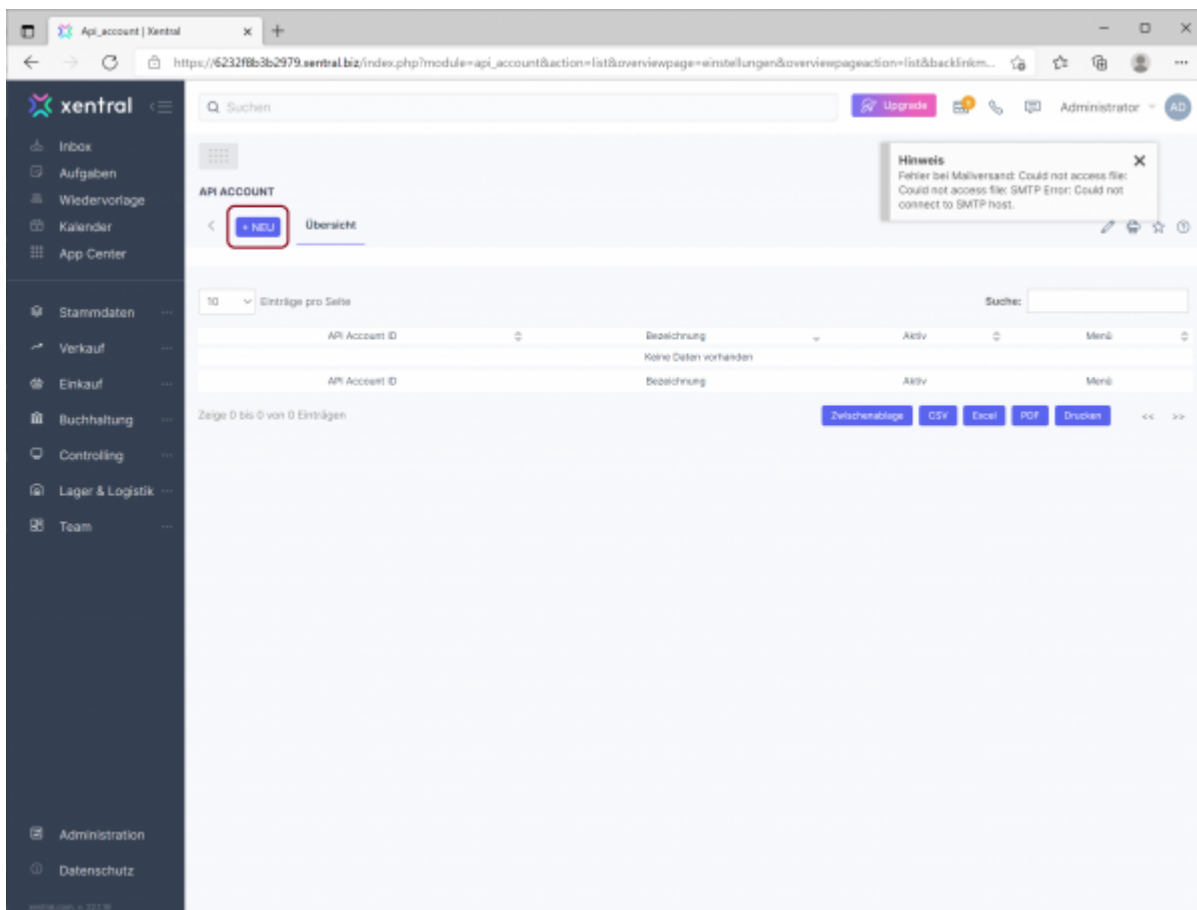 Api_account | Xentral
https://6232f8b3b2979.xentral.biz/index.php?module=api_account&action=list&overviewpage=einstellungen&overviewpageaction=list&backlinkm...
xentral
Suchen
Upgrade
Administrator
AD
Inbox
Aufgaben
Wiedervorlage
Kalender
App Center
Hinweis
Fehler bei Mailversand: Could not access file:
Could not access file: SMTP Error: Could not
connect to SMTP host.
API ACCOUNT
+ NEU
Übersicht
Stammdaten
Verkauf
Einkauf
Buchhaltung
Controlling
Lager & Logistik
Team
10 Einträge pro Seite
Suche:
API Account ID Bezeichnung Aktiv Menü
Keine Daten vorhanden
API Account ID Bezeichnung Aktiv Menü
Zeige 0 bis 0 von 0 Einträgen
Zwischenablage CSV Excel PDF Drucken << >>
Administration
Datenschutz